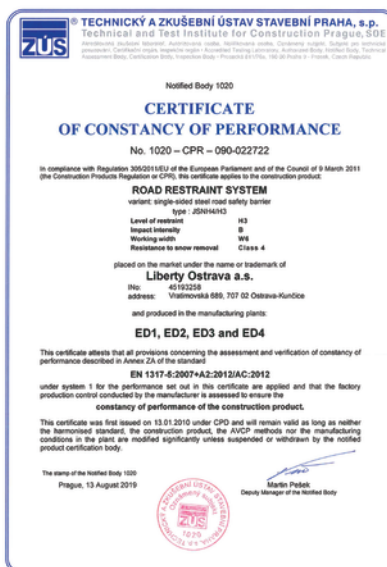 ZÚS
® TECHNICKÝ A ZKUŠEBNÍ ÚSTAV STAVEBNÍ PRAHA, s.p.
Technical and Test Institute for Construction Prague, SOE
Notified Body 1020
CERTIFICATE
OF CONSTANCY OF PERFORMANCE
No. 1020 – CPR – 090-022722
In compliance with Regulation 305/2011/EU of the European Parliament and of the Council of 9 March 2011
(the Construction Products Regulation or CPR), this certificate applies to the construction product:
ROAD RESTRAINT SYSTEM
variant: single-sided steel road safety barrier
type : JSNH4/H3
Level of restraint H3
Impact intensity B
Working width W6
Resistance to snow removal Class 4
placed on the market under the name or trademark of
Liberty Ostrava a.s.
INo: 45193258
address: Vratimovská 689, 707 02 Ostrava-Kunčice
and produced in the manufacturing plants:
ED1, ED2, ED3 and ED4
This certificate attests that all provisions concerning the assessment and verification of constancy of
performance described in Annex ZA of the standard
EN 1317-5:2007+A2:2012/AC:2012
under system 1 for the performance set out in this certificate are applied and that the factory
production control conducted by the manufacturer is assessed to ensure the
constancy of performance of the construction product.
This certificate was first issued on 13.01.2010 under CPD and will remain valid as long as neither
the harmonised standard, the construction product, the AVCP methods nor the manufacturing
conditions in the plant are modified significantly unless suspended or withdrawn by the notified
product certification body.
The stamp of the Notified Body 1020
Prague, 13 August 2019
Martin Pešek
Deputy Manager of the Notified Body
ZÚS
1020